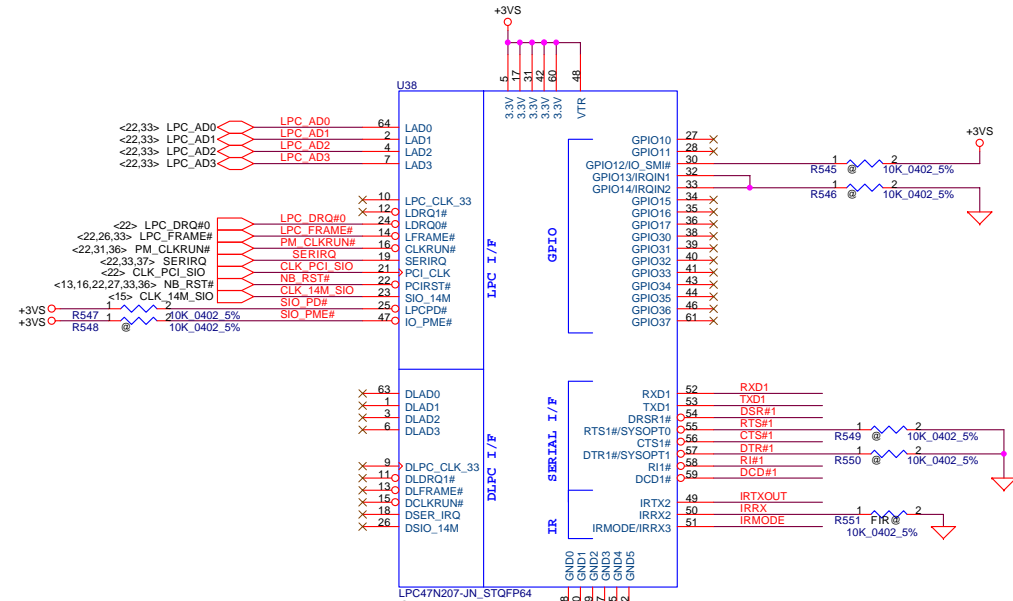 +3VS
5
17
31
42
60
48
U38
3.3V
3.3V
3.3V
3.3V
3.3V
VTR
<22,33> LPC_AD0 LPC_AD0 64 LAD0
<22,33> LPC_AD1 LPC_AD1 2 LAD1
<22,33> LPC_AD2 LPC_AD2 4 LAD2
<22,33> LPC_AD3 LPC_AD3 7 LAD3
10 LPC_CLK_33
12 LDRQ1#
<22> LPC_DRQ#0 LPC_DRQ#0 24 LDRQ0#
<22,26,33> LPC_FRAME# LPC_FRAME# 14 LFRAME#
<22,31,36> PM_CLKRUN# PM_CLKRUN# 16 CLKRUN#
<22,33,37> SERIRQ SERIRQ 19 SERIRQ
<22> CLK_PCI_SIO CLK_PCI_SIO 21 PCI_CLK
<13,16,22,27,33,36> NB_RST# NB_RST# 22 PCIRST#
<15> CLK_14M_SIO CLK_14M_SIO 23 SIO_14M
+3VS 1 2 SIO_PD# 25 LPCPD#
R547 10K_0402_5%
+3VS 1 2 SIO_PME# 47 IO_PME#
R548 @ 10K_0402_5%
LPC I/F
63 DLAD0
1 DLAD1
3 DLAD2
6 DLAD3
9 DLPC_CLK_33
11 DLDRQ1#
13 DLFRAME#
15 DCLKRUN#
18 DSER_IRQ
26 DSIO_14M
DLPC I/F
GPIO
GPIO10 27
GPIO11 28
GPIO12/IO_SMI# 30
GPIO13/IRQIN1 32
GPIO14/IRQIN2 33
GPIO15 34
GPIO16 35
GPIO17 36
GPIO30 38
GPIO31 39
GPIO32 40
GPIO33 41
GPIO34 43
GPIO35 44
GPIO36 46
GPIO37 61
+3VS
1 2
R545 @ 10K_0402_5%
1 2
R546 @ 10K_0402_5%
SERIAL I/F
RXD1 52 RXD1
TXD1 53 TXD1
DRSR1# 54 DSR#1
RTS1#/SYSOPT0 55 RTS#1
CTS1# 56 CTS#1
DTR1#/SYSOPT1 57 DTR#1
RI1# 58 RI#1
DCD1# 59 DCD#1
1 2
R549 @ 10K_0402_5%
1 2
R550 @ 10K_0402_5%
IR
IRTX2 49 IRTXOUT
IRRX2 50 IRRX
IRMODE/IRRX3 51 IRMODE
1 2
R551 FIR@
10K_0402_5%
GND0
GND1
GND2
GND3
GND4
GND5
LPC47N207-JN_STQFP64